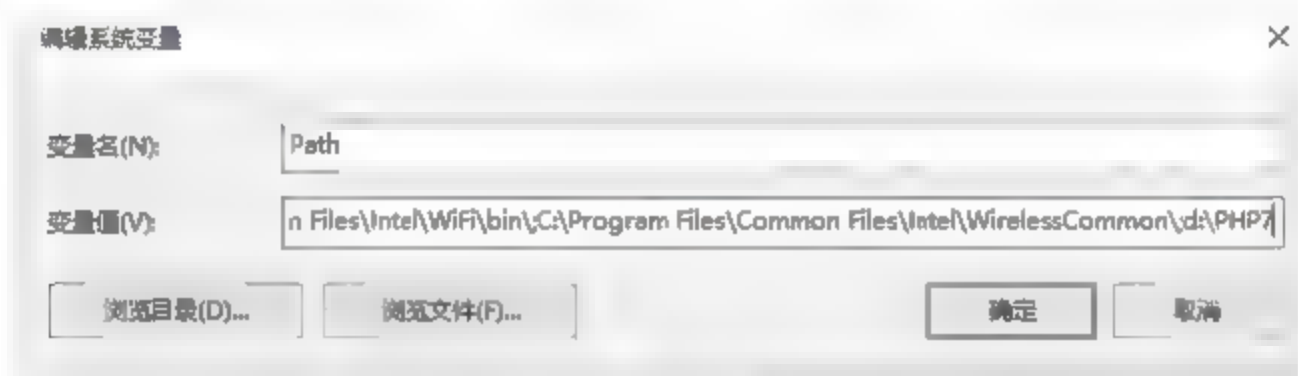 编辑系统变量
变量名(N): Path
变量值(V): n Files\Intel\WiFi\bin\;C:\Program Files\Common Files\Intel\WirelessCommon\;d:\PHP7
浏览目录(D)... 浏览文件(F)... 确定 取消